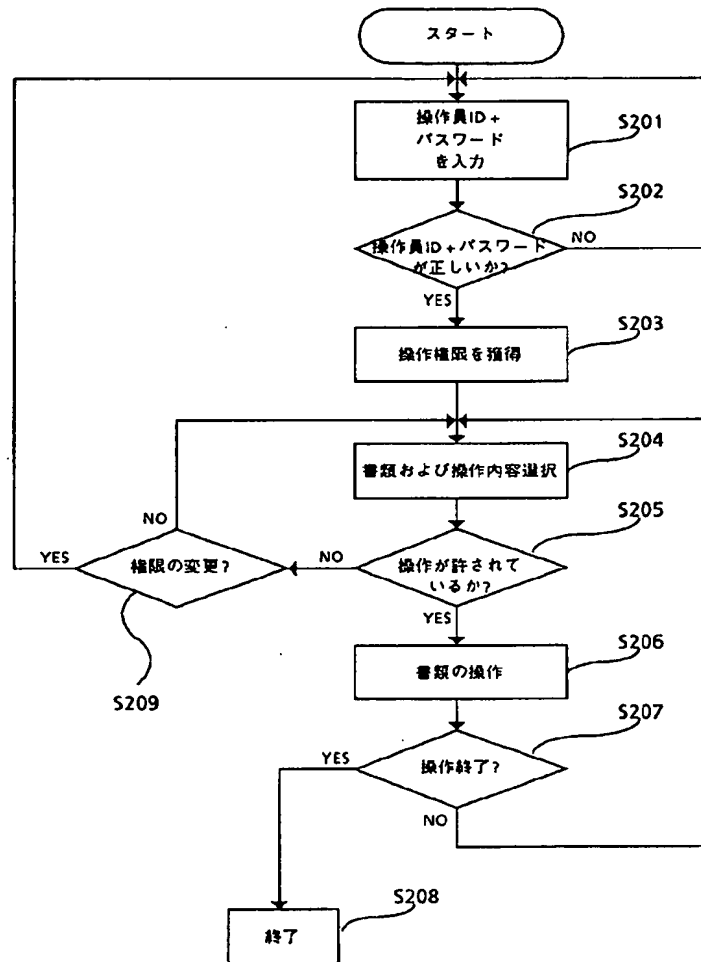 スタート
操作員ID+
パスワード
を入力
S201
S202
操作員ID+パスワード
が正しいか?
NO
YES
S203
操作権限を獲得
S204
書類および操作内容選択
NO
S205
YES
権限の変更?
NO
操作が許されて
いるか?
YES
S206
書類の操作
S209
S207
YES
操作終了?
NO
S208
終了